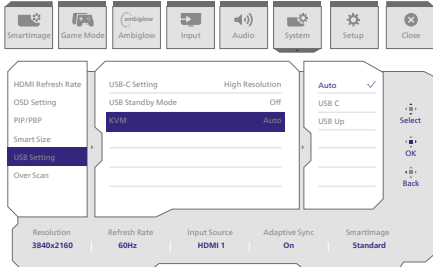 SmartImage
Game Mode
ambiglow
Ambiglow
Input
Audio
System
Setup
Close
HDMI Refresh Rate
OSD Setting
PIP/PBP
Smart Size
USB Setting
Over Scan
USB-C Setting High Resolution
USB Standby Mode Off
KVM Auto
Auto
USB C
USB Up
Select
OK
Back
Resolution Refresh Rate Input Source Adaptive Sync SmartImage
3840x2160 60Hz HDMI 1 On Standard